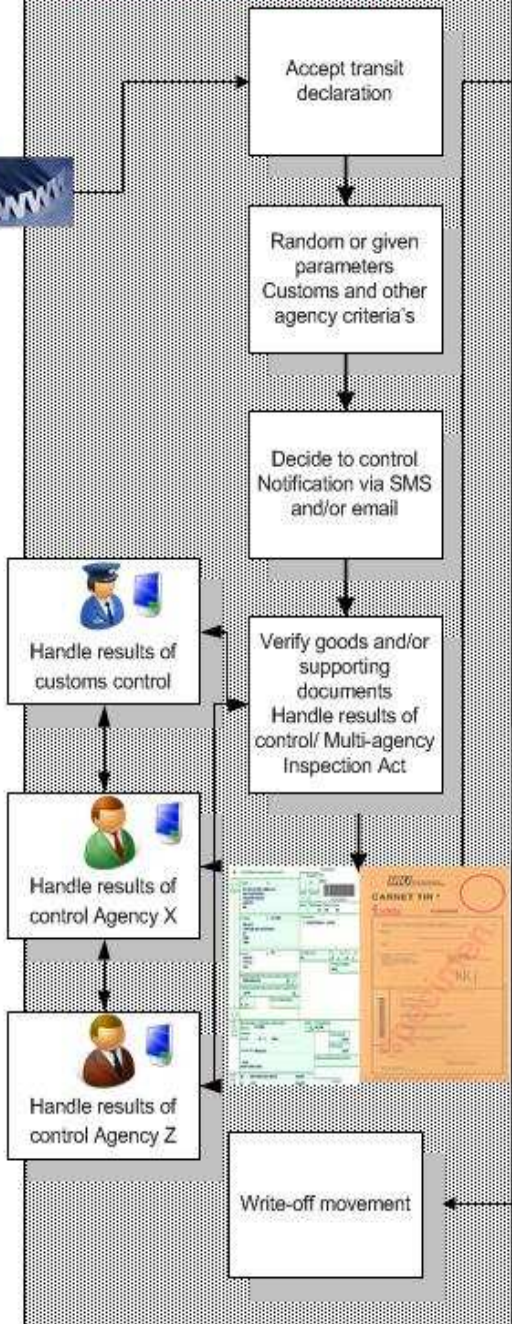 Accept transit
declaration
WWW
Random or given
parameters
Customs and other
agency criteria's
Decide to control
Notification via SMS
and/or email
Verify goods and/or
supporting
documents
Handle results of
control/ Multi-agency
Inspection Act
Handle results of
customs control
Handle results of
control Agency X
Handle results of
control Agency Z
CARNET TIR *
specimen
Write-off movement